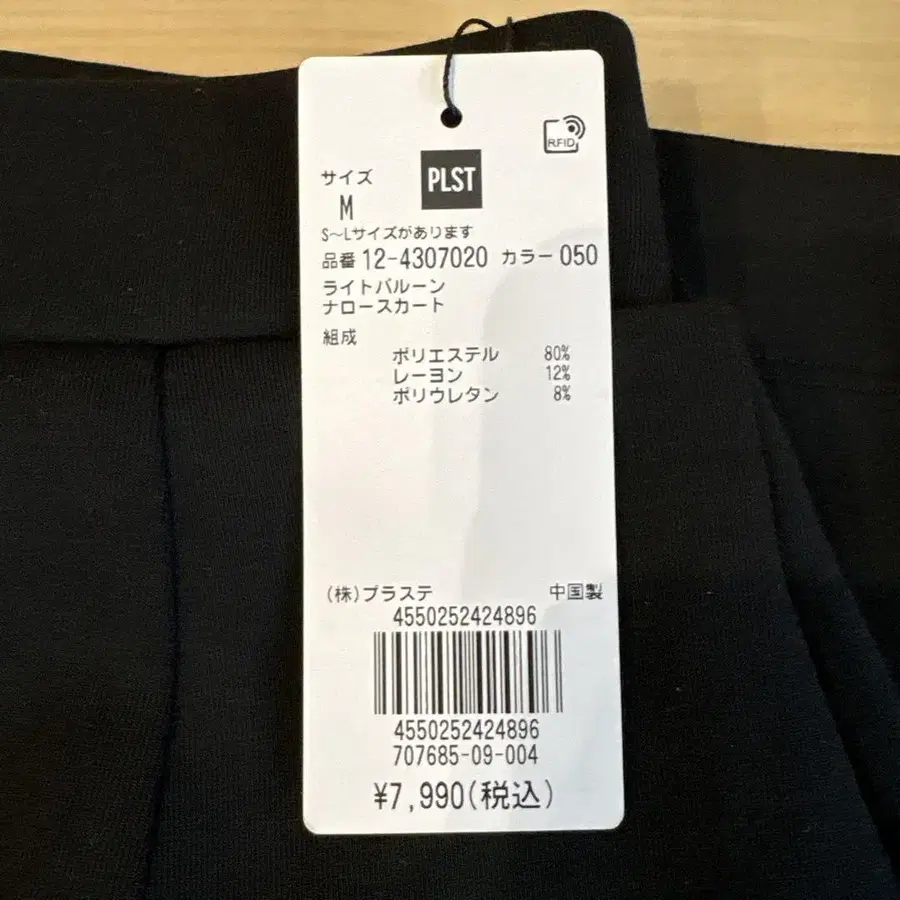 RFID
PLST
サイズ
M
S～Lサイズがあります
品番 12-4307020 カラー 050
ライトバルーン
ナロースカート
組成
ポリエステル 80%
レーヨン 12%
ポリウレタン 8%
(株)プラステ 中国製
4550252424896
4550252424896
707685-09-004
¥7,990(税込)